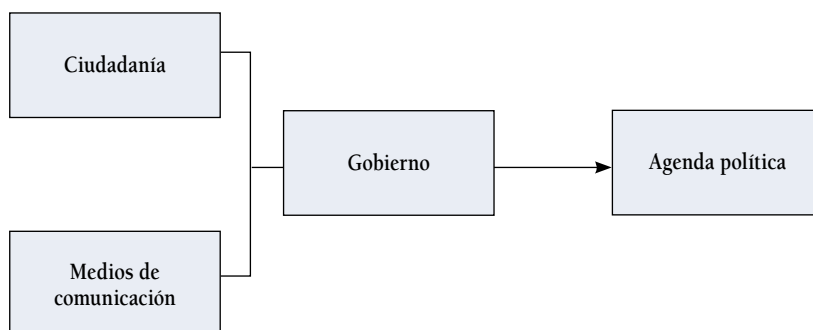 Ciudadanía
Gobierno
Agenda política
Medios de
comunicación